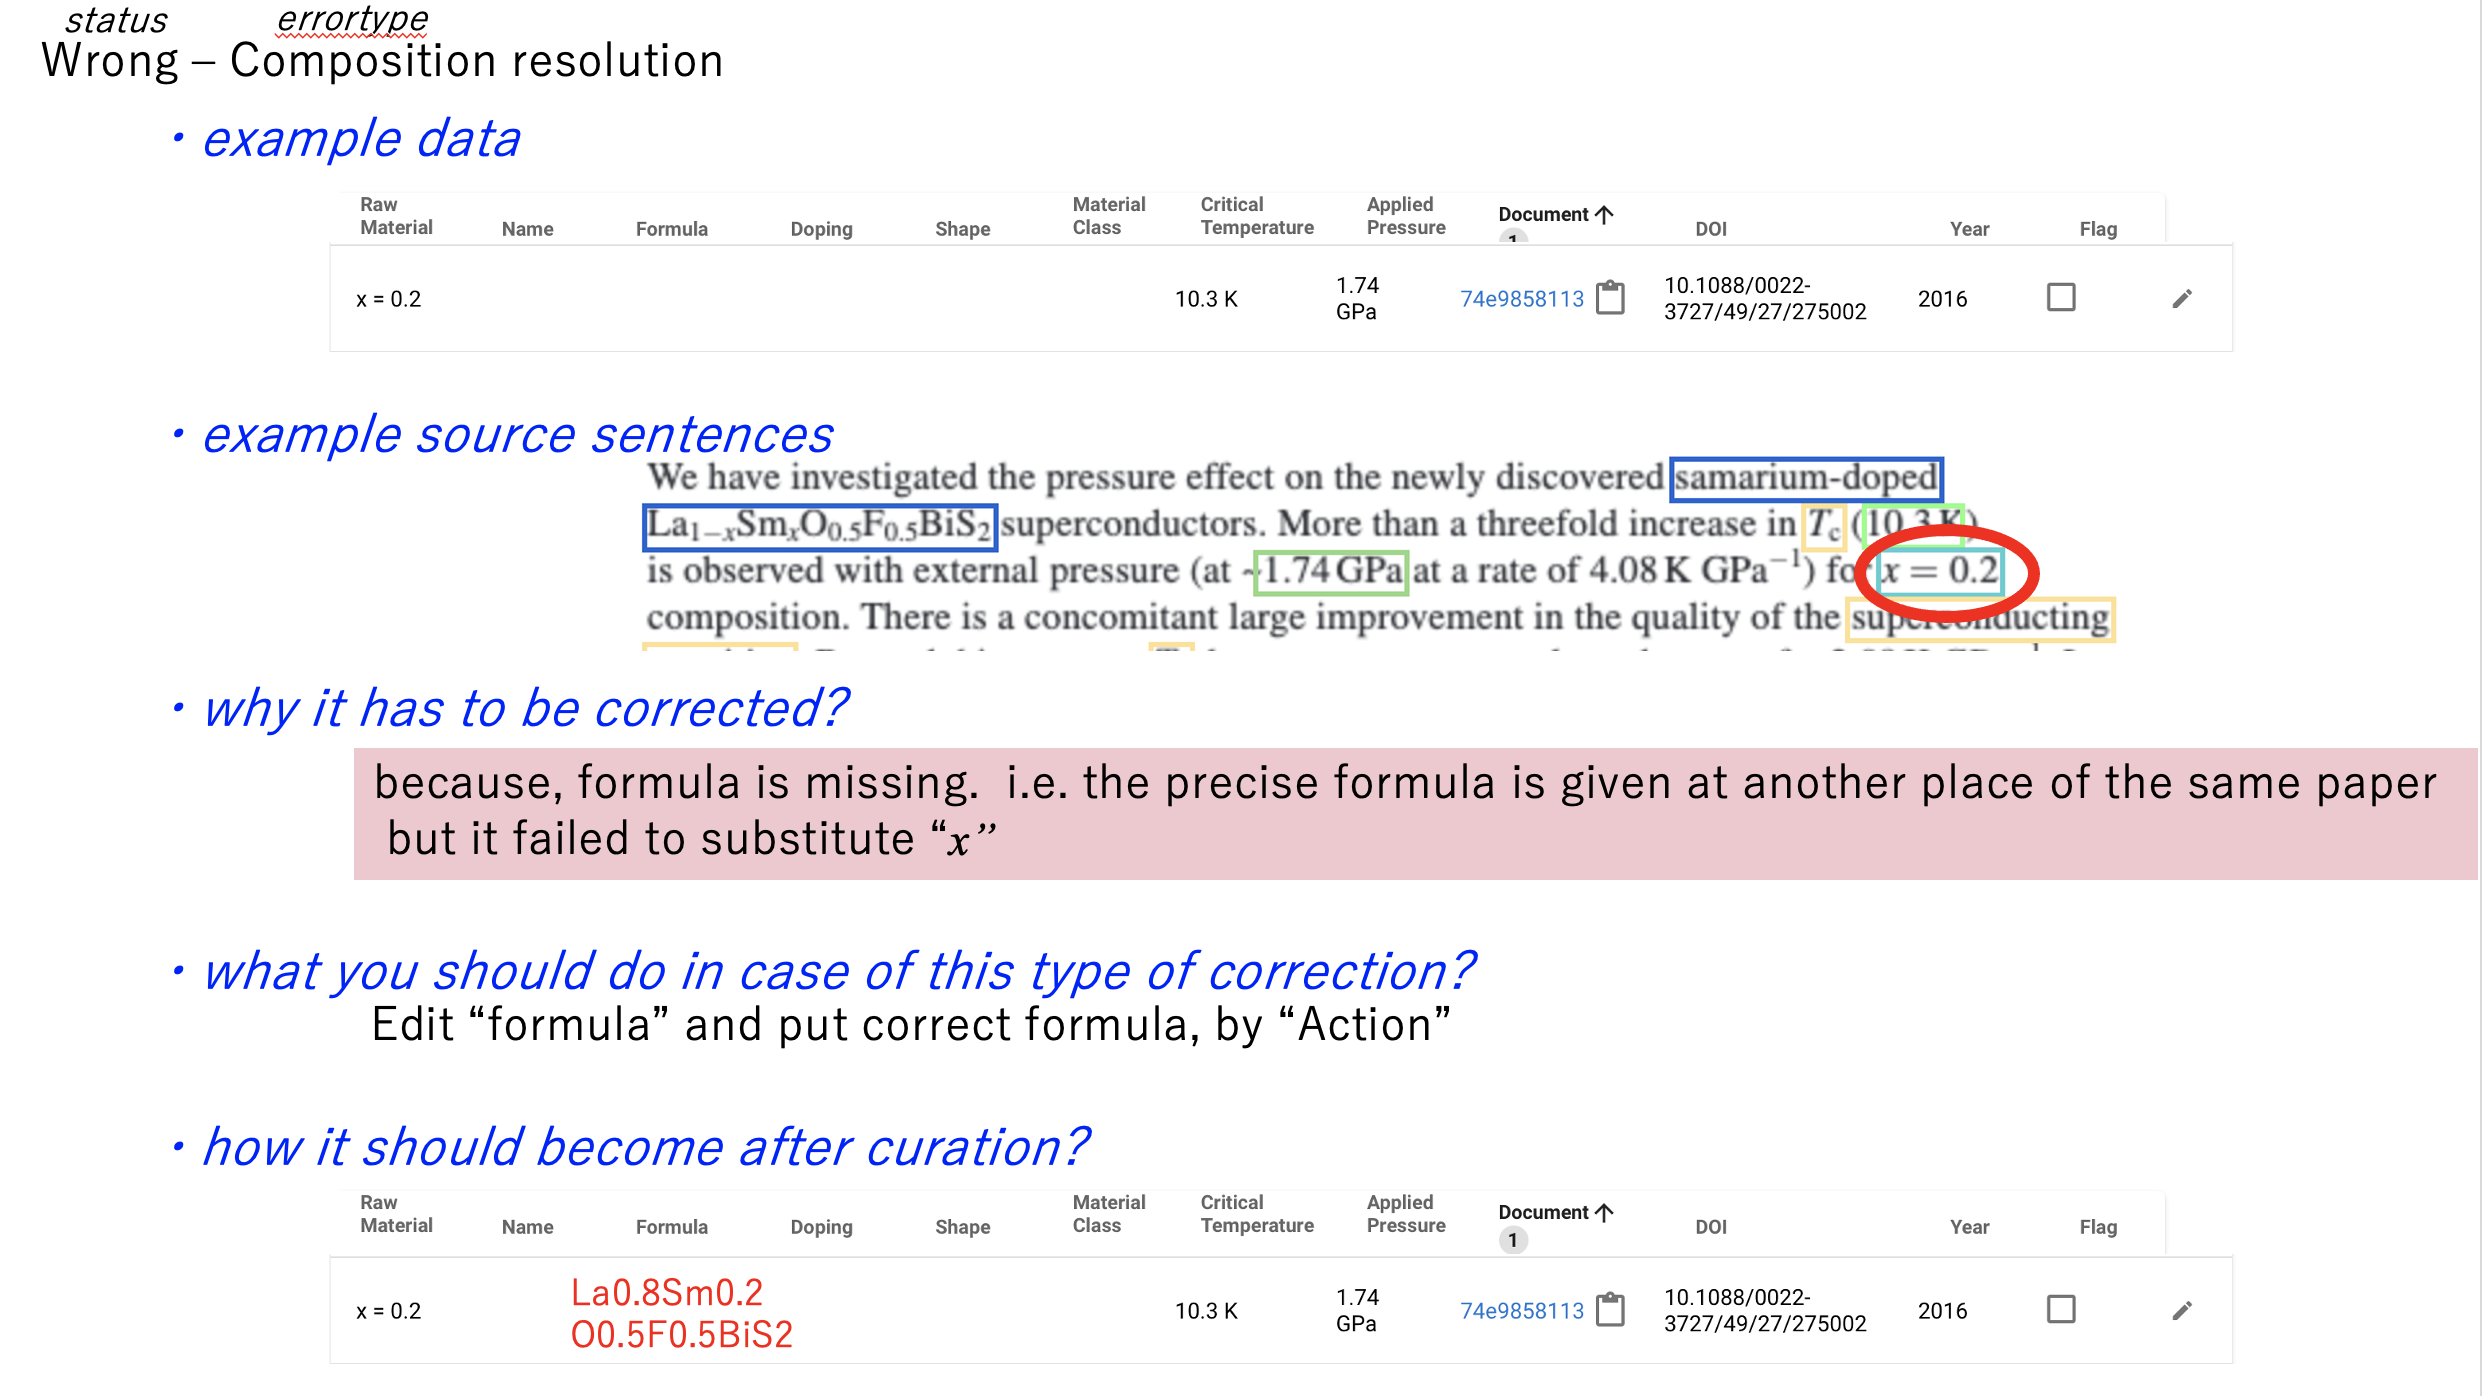 status errortype
Wrong – Composition resolution
・example data
Raw Material Name Formula Doping Shape Material Class Critical Temperature Applied Pressure Document ↑ 1 DOI Year Flag
x = 0.2 10.3 K 1.74 GPa 74e9858113 10.1088/0022-3727/49/27/275002 2016
・example source sentences
We have investigated the pressure effect on the newly discovered samarium-doped
La1−xSmxO0.5F0.5BiS2 superconductors. More than a threefold increase in Tc (10.3 K)
is observed with external pressure (at ~1.74 GPa at a rate of 4.08 K GPa−1) for x = 0.2
composition. There is a concomitant large improvement in the quality of the superconducting
・why it has to be corrected?
because, formula is missing. i.e. the precise formula is given at another place of the same paper
but it failed to substitute “x”
・what you should do in case of this type of correction?
Edit “formula” and put correct formula, by “Action”
・how it should become after curation?
Raw Material Name Formula Doping Shape Material Class Critical Temperature Applied Pressure Document ↑ 1 DOI Year Flag
x = 0.2 La0.8Sm0.2 O0.5F0.5BiS2 10.3 K 1.74 GPa 74e9858113 10.1088/0022-3727/49/27/275002 2016